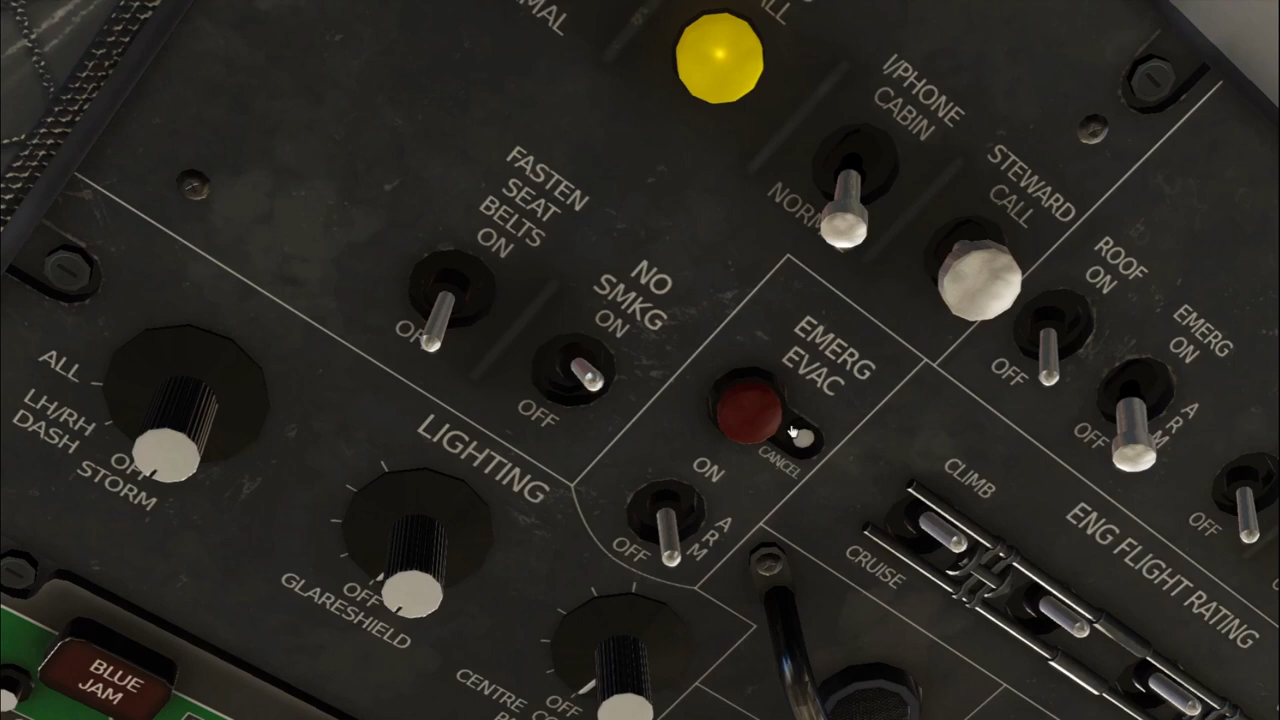 I/PHONE
CABIN
NORM
STEWARD
CALL
FASTEN
SEAT
BELTS
ON
NO
SMKG
ON
OFF
ROOF
ON
OFF
EMERG
ON
OFF
ARM
EMERG
EVAC
CANCEL
ON
OFF
ARM
ALL
LH/RH
DASH
OFF
STORM
LIGHTING
OFF
GLARESHIELD
CENTRE
OFF
CLIMB
CRUISE
ENG FLIGHT RATING
OFF
BLUE
JAM